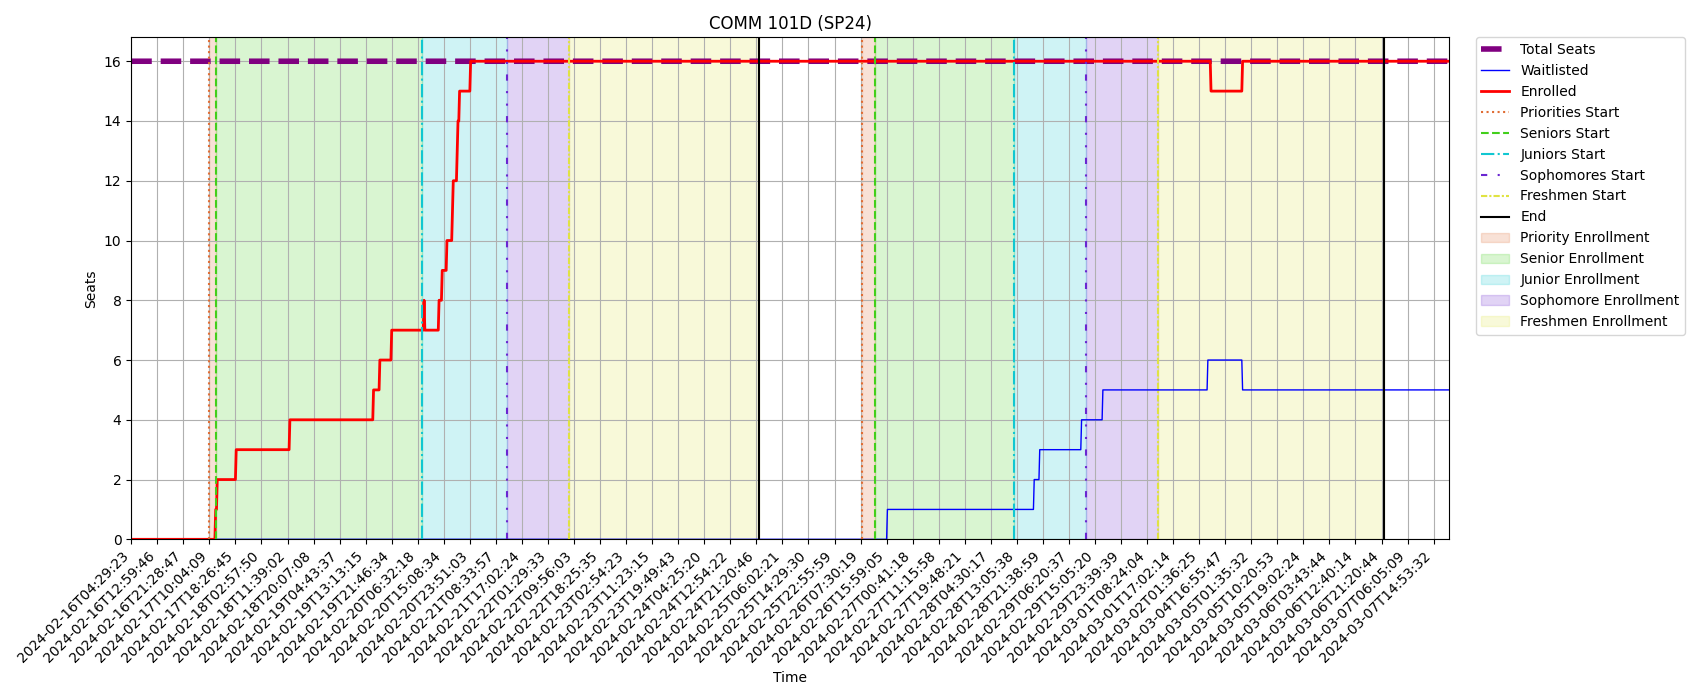 COMM 101D (SP24)
Seats
16
14
12
10
8
6
4
2
0
2024-02-16T04:29:23
2024-02-16T12:59:46
2024-02-16T21:28:47
2024-02-17T10:04:09
2024-02-17T18:26:45
2024-02-18T02:57:50
2024-02-18T11:39:02
2024-02-18T20:07:08
2024-02-19T04:43:37
2024-02-19T13:13:15
2024-02-19T21:46:34
2024-02-20T06:32:18
2024-02-20T15:08:34
2024-02-20T23:51:03
2024-02-21T08:33:57
2024-02-21T17:02:24
2024-02-22T01:29:33
2024-02-22T09:56:03
2024-02-22T18:25:35
2024-02-23T02:54:23
2024-02-23T11:23:15
2024-02-23T19:49:43
2024-02-24T04:25:20
2024-02-24T12:54:22
2024-02-24T21:20:46
2024-02-25T06:02:21
2024-02-25T14:29:30
2024-02-25T22:55:59
2024-02-26T07:30:19
2024-02-26T15:59:05
2024-02-27T00:41:18
2024-02-27T11:15:58
2024-02-27T19:48:21
2024-02-28T04:30:17
2024-02-28T13:05:38
2024-02-28T21:38:59
2024-02-29T06:20:37
2024-02-29T15:05:20
2024-02-29T23:39:39
2024-03-01T08:24:04
2024-03-01T17:02:14
2024-03-02T01:36:25
2024-03-04T16:55:47
2024-03-05T01:35:32
2024-03-05T10:20:53
2024-03-05T19:02:24
2024-03-06T03:43:44
2024-03-06T12:40:14
2024-03-06T21:20:44
2024-03-07T06:05:09
2024-03-07T14:53:32
Time
Total Seats
Waitlisted
Enrolled
Priorities Start
Seniors Start
Juniors Start
Sophomores Start
Freshmen Start
End
Priority Enrollment
Senior Enrollment
Junior Enrollment
Sophomore Enrollment
Freshmen Enrollment